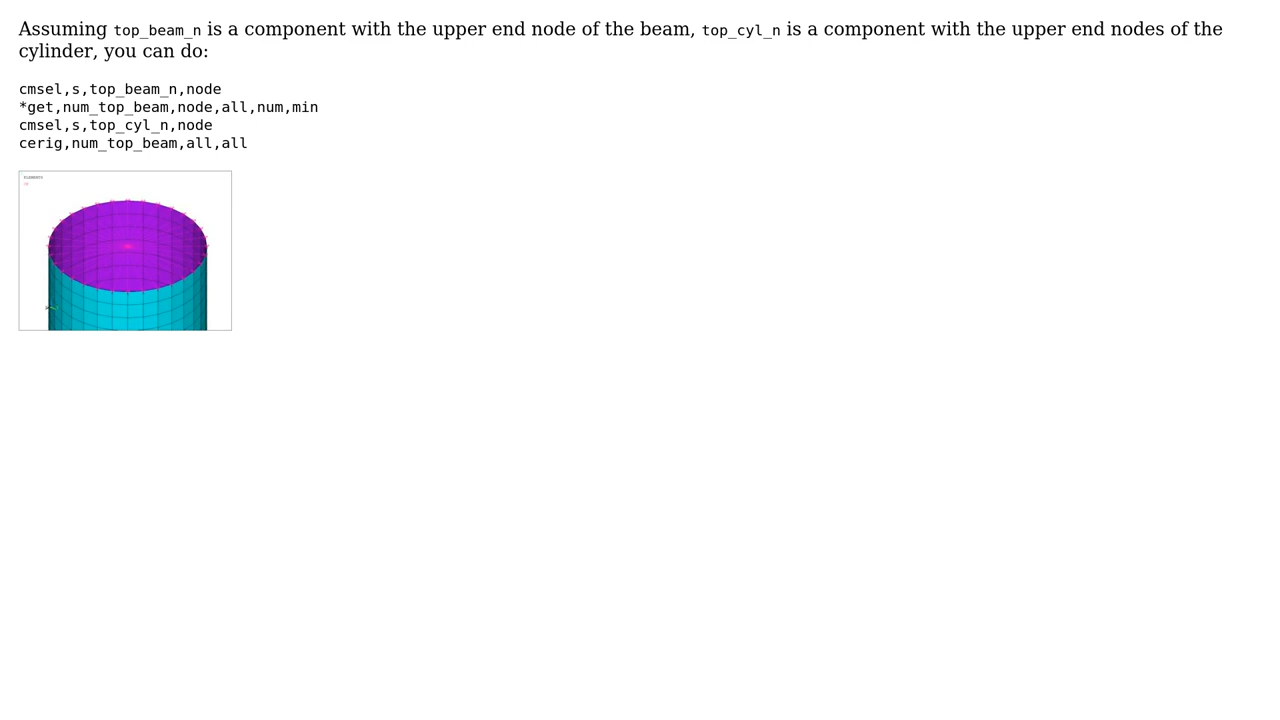 Assuming top_beam_n is a component with the upper end node of the beam, top_cyl_n is a component with the upper end nodes of the
cylinder, you can do:
cmsel,s,top_beam_n,node
*get,num_top_beam,node,all,num,min
cmsel,s,top_cyl_n,node
cerig,num_top_beam,all,all
ELEMENTS